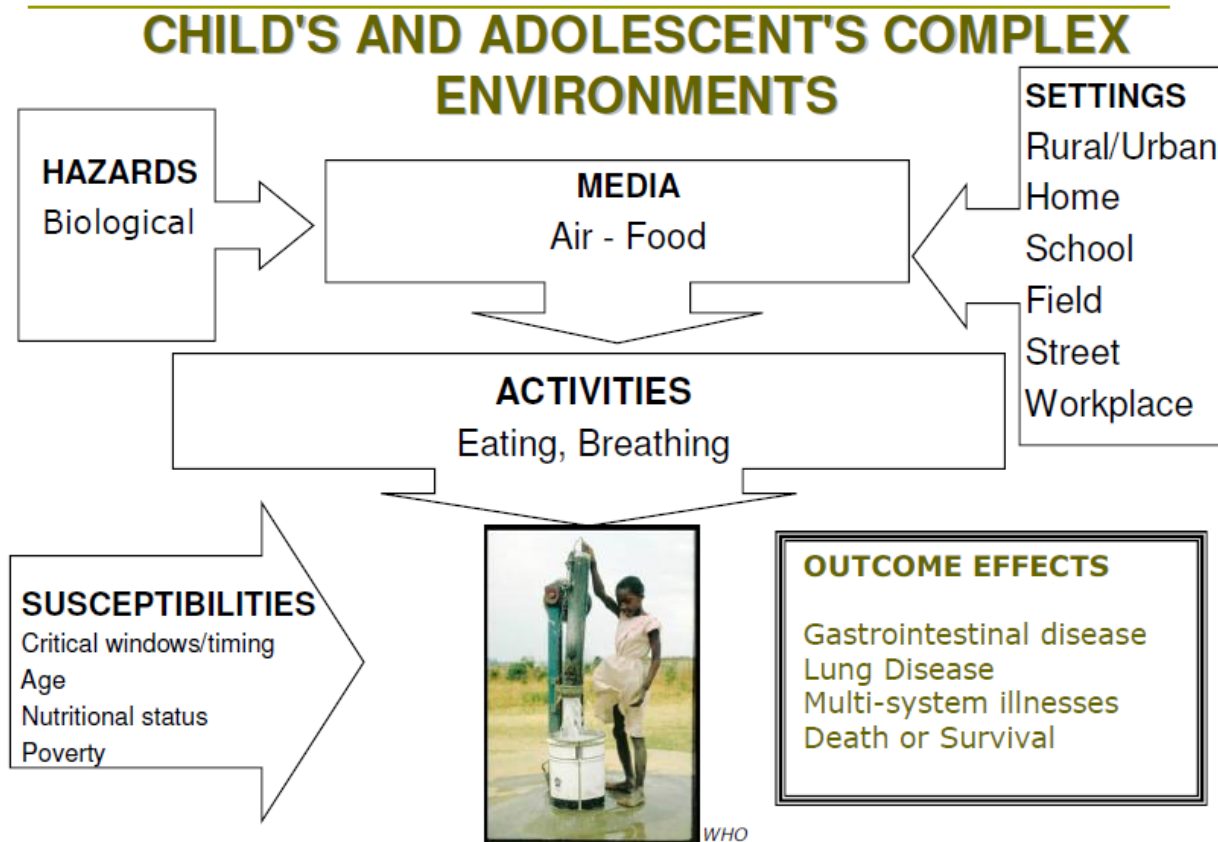 CHILD'S AND ADOLESCENT'S COMPLEX
ENVIRONMENTS
HAZARDS
Biological
MEDIA
Air - Food
SETTINGS
Rural/Urban
Home
School
Field
Street
Workplace
ACTIVITIES
Eating, Breathing
SUSCEPTIBILITIES
Critical windows/timing
Age
Nutritional status
Poverty
OUTCOME EFFECTS
Gastrointestinal disease
Lung Disease
Multi-system illnesses
Death or Survival
WHO